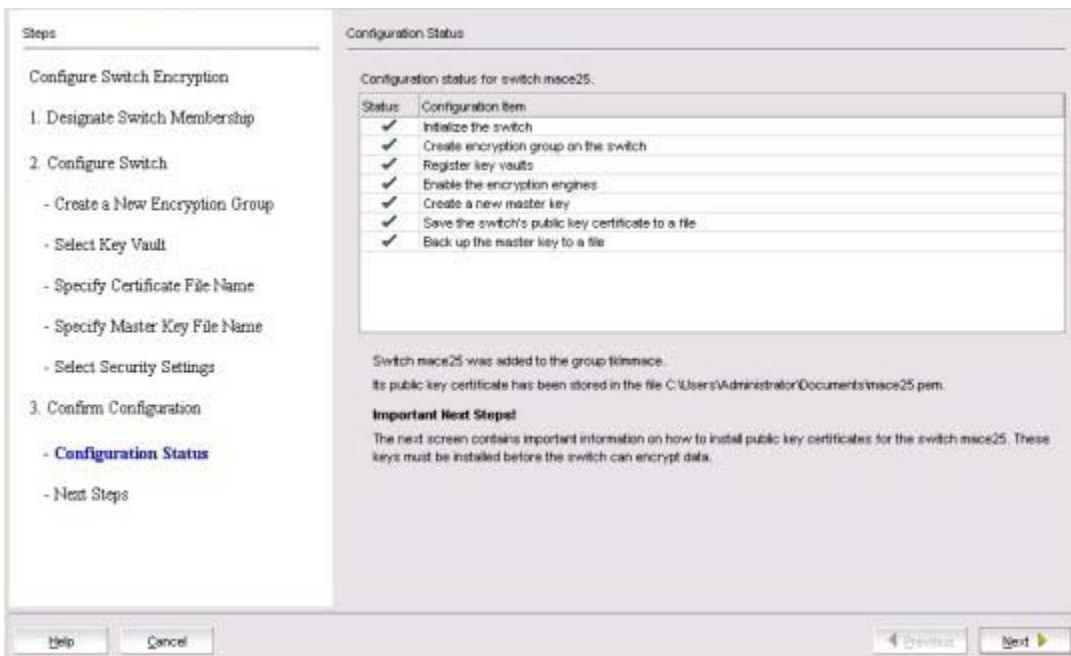 Steps
Configure Switch Encryption
1. Designate Switch Membership
2. Configure Switch
- Create a New Encryption Group
- Select Key Vault
- Specify Certificate File Name
- Specify Master Key File Name
- Select Security Settings
3. Confirm Configuration
- Configuration Status
- Next Steps
Configuration Status
Configuration status for switch mace25.
Status Configuration Item
Initialize the switch
Create encryption group on the switch
Register key vaults
Enable the encryption engines
Create a new master key
Save the switch's public key certificate to a file
Back up the master key to a file
Switch mace25 was added to the group tklmmace.
Its public key certificate has been stored in the file C:\Users\Administrator\Documents\mace25.pem.
Important Next Steps!
The next screen contains important information on how to install public key certificates for the switch mace25. These
keys must be installed before the switch can encrypt data.
Help Cancel Previous Next